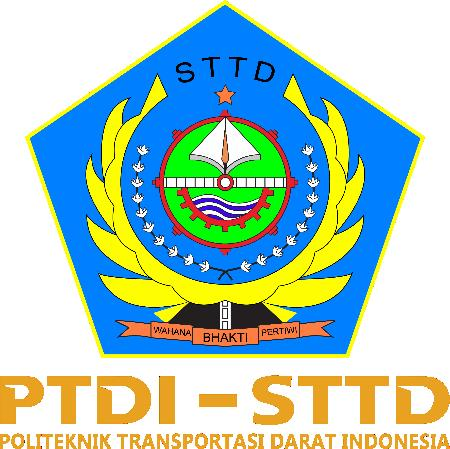 STTD
WAHANA BHAKTI PERTIWI
PTDI - STTD
POLITEKNIK TRANSPORTASI DARAT INDONESIA